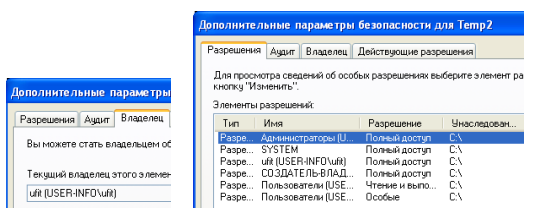 Дополнительные параметры безопасности для Temp2
Разрешения Аудит Владелец Действующие разрешения
Для просмотра сведений об особых разрешениях выберите элемент ра
кнопку "Изменить".
Элементы разрешений:
Тип Имя Разрешение Унаследован...
Разре... Администраторы (U... Полный доступ C:\
Разре... SYSTEM Полный доступ C:\
Разре... ufit (USER-INFO\ufit) Полный доступ C:\
Разре... СОЗДАТЕЛЬ-ВЛАД... Полный доступ C:\
Разре... Пользователи (USE... Чтение и выпо... C:\
Разре... Пользователи (USE... Особые C:\
Дополнительные параметры
Разрешения Аудит Владелец
Вы можете стать владельцем об
Текущий владелец этого элемен
ufit (USER-INFO\ufit)